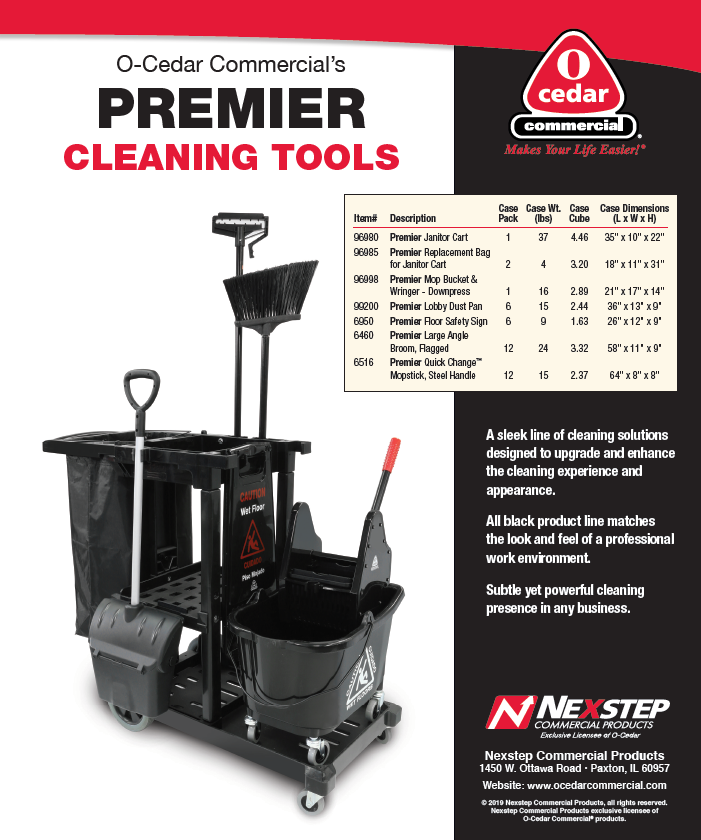 O-Cedar Commercial's
PREMIER
CLEANING TOOLS
O
cedar
commercial
Makes Your Life Easier!®
Item# Description Case Pack Case Wt. (lbs) Case Cube Case Dimensions (L x W x H)
96980 Premier Janitor Cart 1 37 4.46 35" x 10" x 22"
96985 Premier Replacement Bag
for Janitor Cart 2 4 3.20 18" x 11" x 31"
96998 Premier Mop Bucket &
Wringer - Downpress 1 16 2.89 21" x 17" x 14"
99200 Premier Lobby Dust Pan 6 15 2.44 36" x 13" x 9"
6950 Premier Floor Safety Sign 6 9 1.63 26" x 12" x 9"
6460 Premier Large Angle
Broom, Flagged 12 24 3.32 58" x 11" x 9"
6516 Premier Quick Change™
Mopstick, Steel Handle 12 15 2.37 64" x 8" x 8"
A sleek line of cleaning solutions
designed to upgrade and enhance
the cleaning experience and
appearance.
All black product line matches
the look and feel of a professional
work environment.
Subtle yet powerful cleaning
presence in any business.
CAUTION
Wet Floor
CUIDADO
Piso Mojado
NEXSTEP
COMMERCIAL PRODUCTS
Exclusive Licensee of O-Cedar
Nexstep Commercial Products
1450 W. Ottawa Road • Paxton, IL 60957
Website: www.ocedarcommercial.com
© 2019 Nexstep Commercial Products, all rights reserved.
Nexstep Commercial Products exclusive licensee of
O-Cedar Commercial® products.